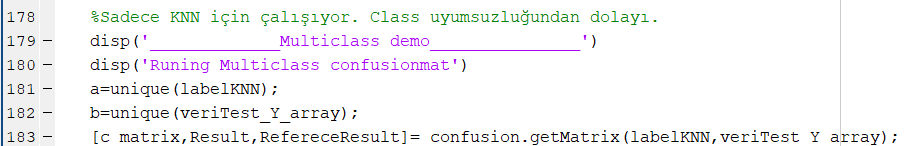 178 %Sadece KNN için çalışıyor. Class uyumsuzluğundan dolayı.
179 – disp('_____________Multiclass demo_______________')
180 – disp('Runing Multiclass confusionmat')
181 – a=unique(labelKNN);
182 – b=unique(veriTest_Y_array);
183 – [c_matrix,Result,RefereceResult]= confusion.getMatrix(labelKNN,veriTest_Y_array);